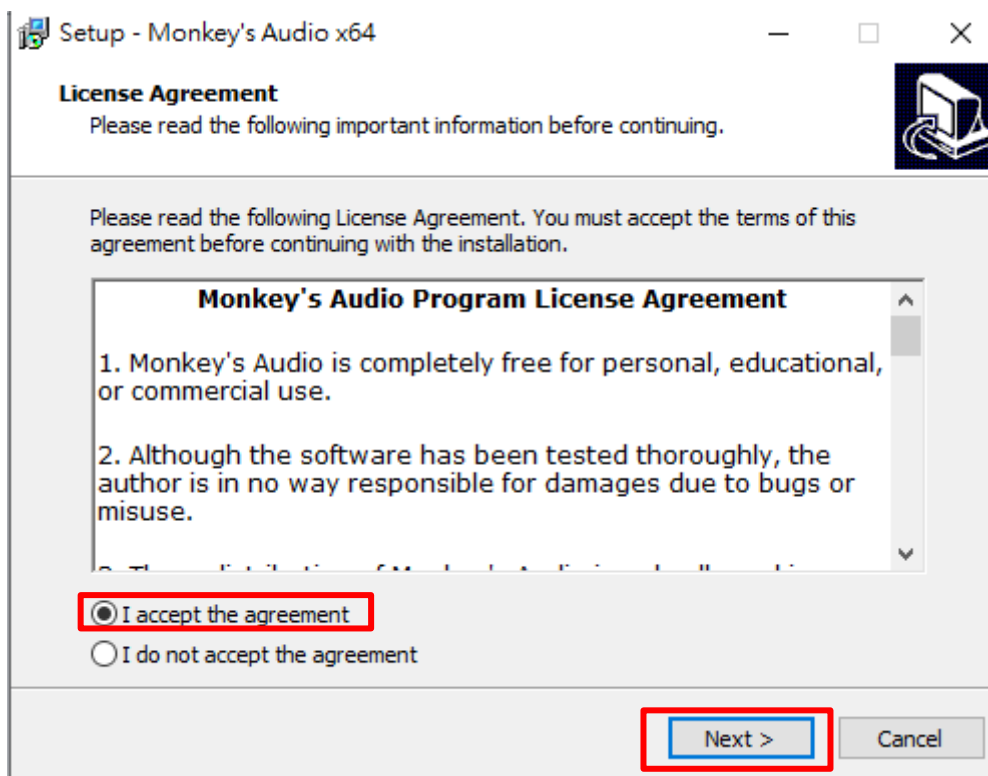 Setup - Monkey's Audio x64
License Agreement
Please read the following important information before continuing.
Please read the following License Agreement. You must accept the terms of this
agreement before continuing with the installation.
Monkey's Audio Program License Agreement
1. Monkey's Audio is completely free for personal, educational,
or commercial use.
2. Although the software has been tested thoroughly, the
author is in no way responsible for damages due to bugs or
misuse.
I accept the agreement
I do not accept the agreement
Next >
Cancel